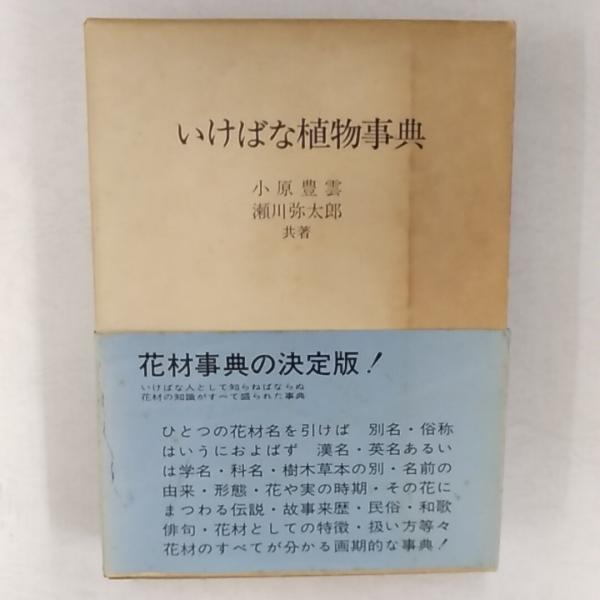 いけばな植物事典
小原豊雲
瀬川弥太郎
共著
花材事典の決定版！
いけばな人として知らねばならぬ
花材の知識がすべて盛られた事典
ひとつの花材名を引けば　別名・俗称
はいうにおよばず　漢名・英名あるい
は学名・科名・樹木草本の別・名前の
由来・形態・花や実の時期・その花に
まつわる伝説・故事来歴・民俗・和歌
俳句・花材としての特徴・扱い方等々
花材のすべてが分かる画期的な事典！